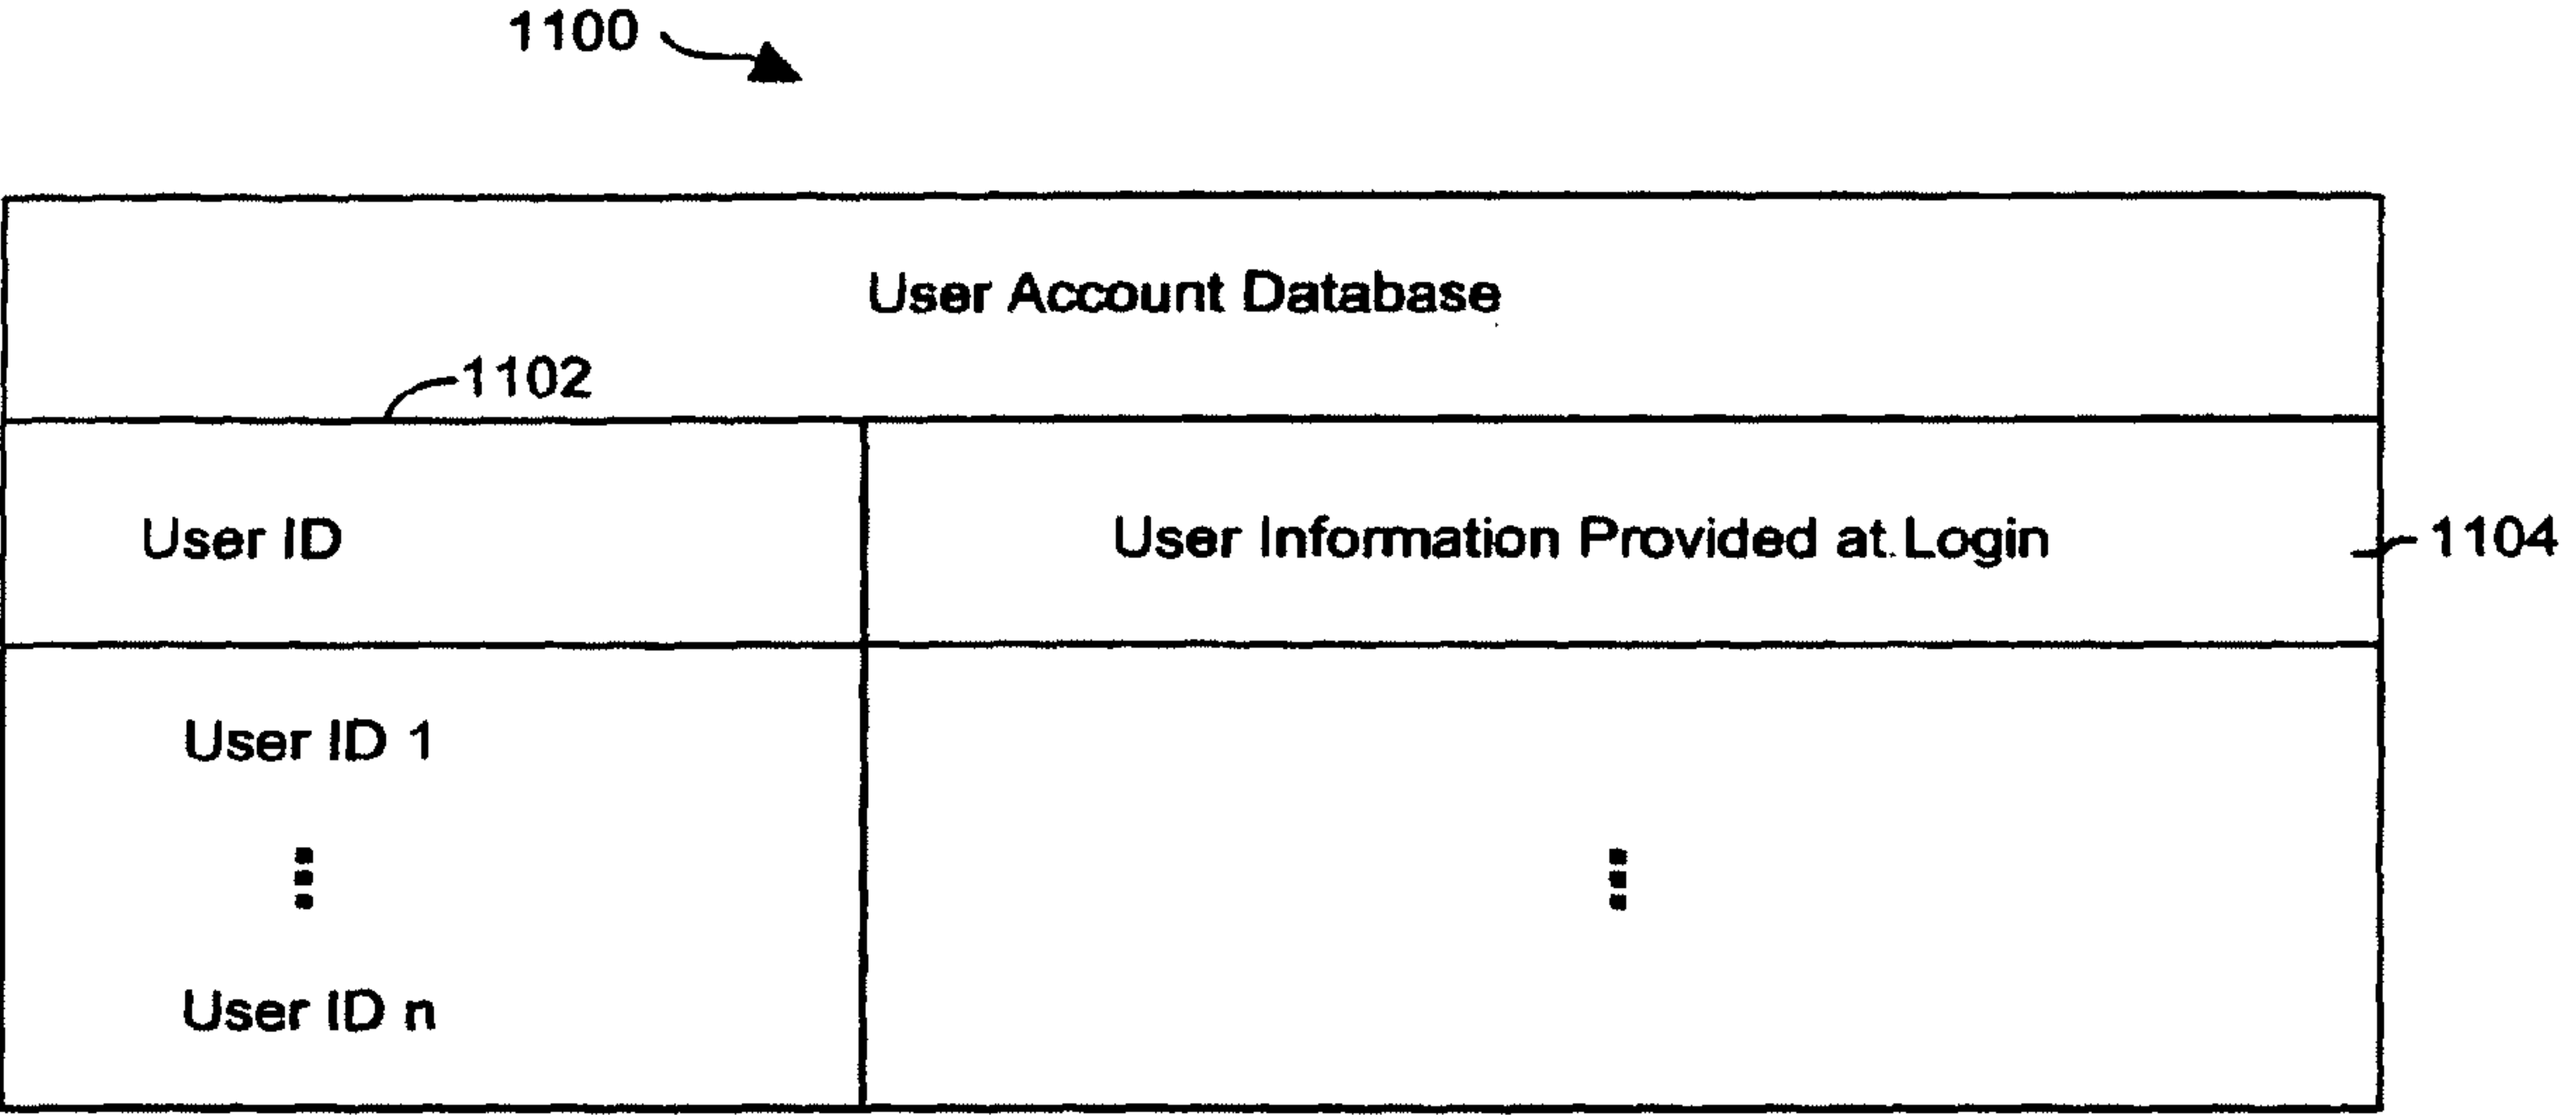 1100
User Account Database
1102
User ID
User Information Provided at Login
1104
User ID 1
User ID n